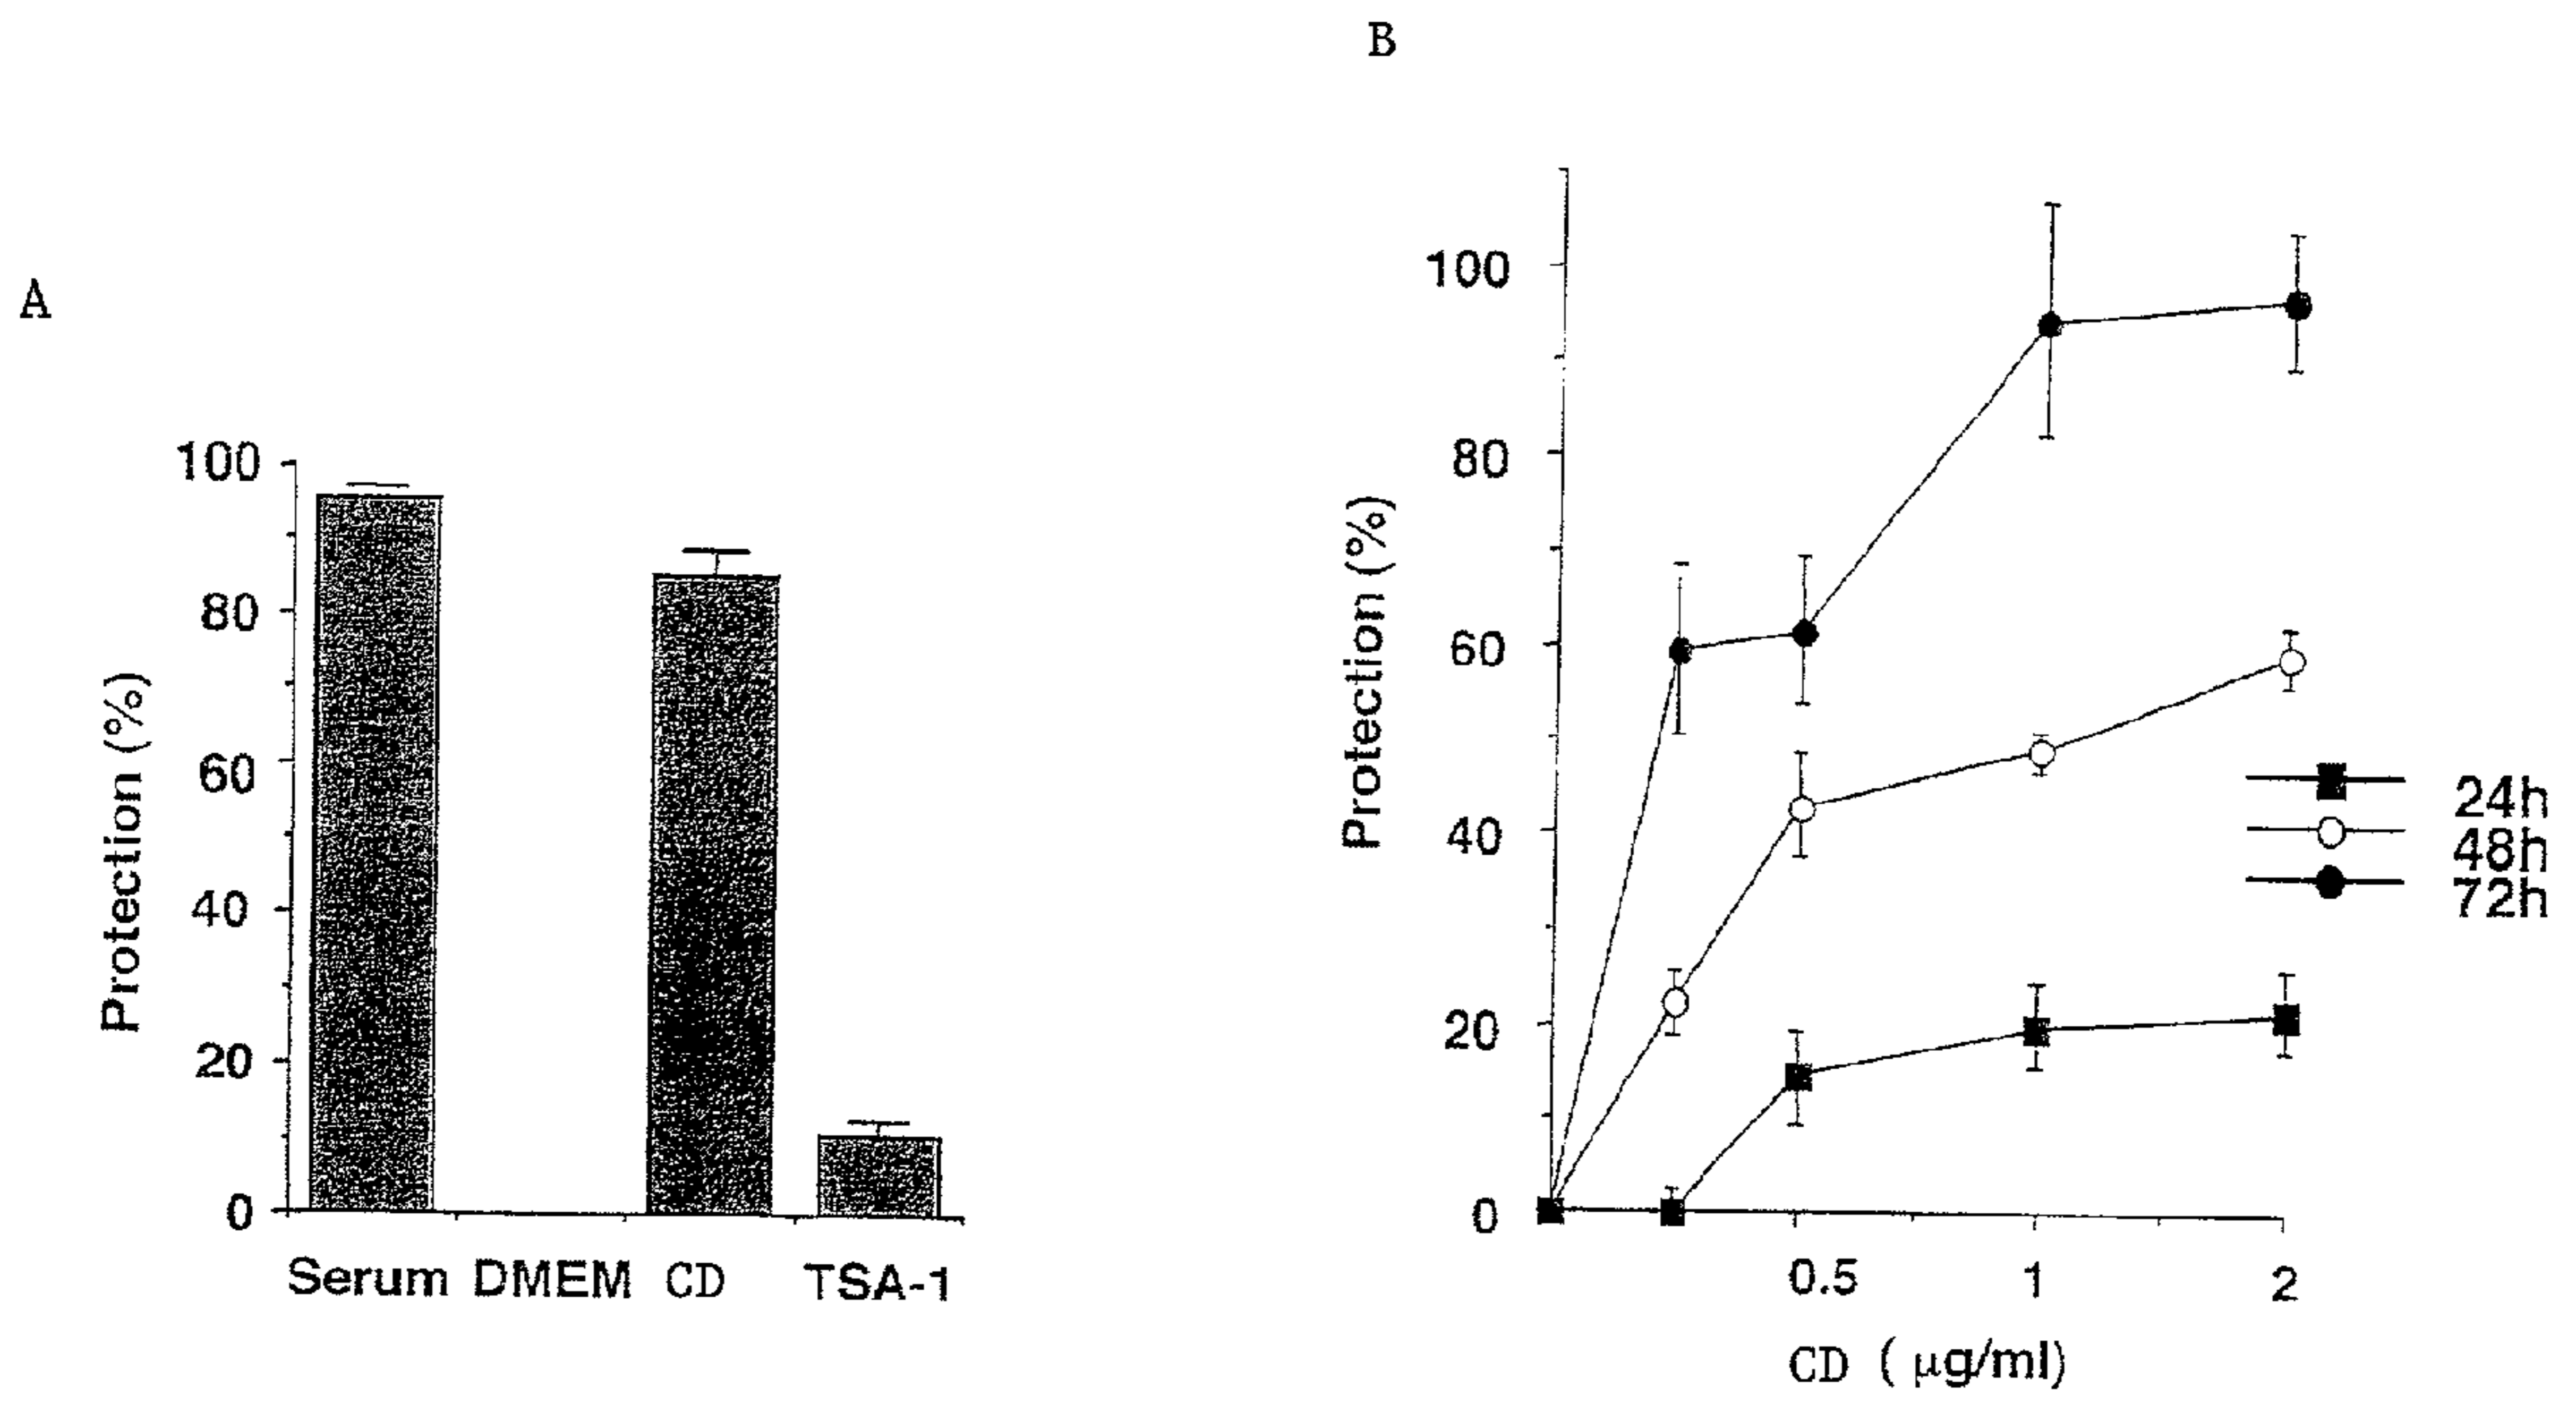 A
Protection (%)
100
80
60
40
20
0
Serum DMEM CD TSA-1
B
Protection (%)
100
80
60
40
20
0
0.5 1 2
CD ( μg/ml)
24h
48h
72h